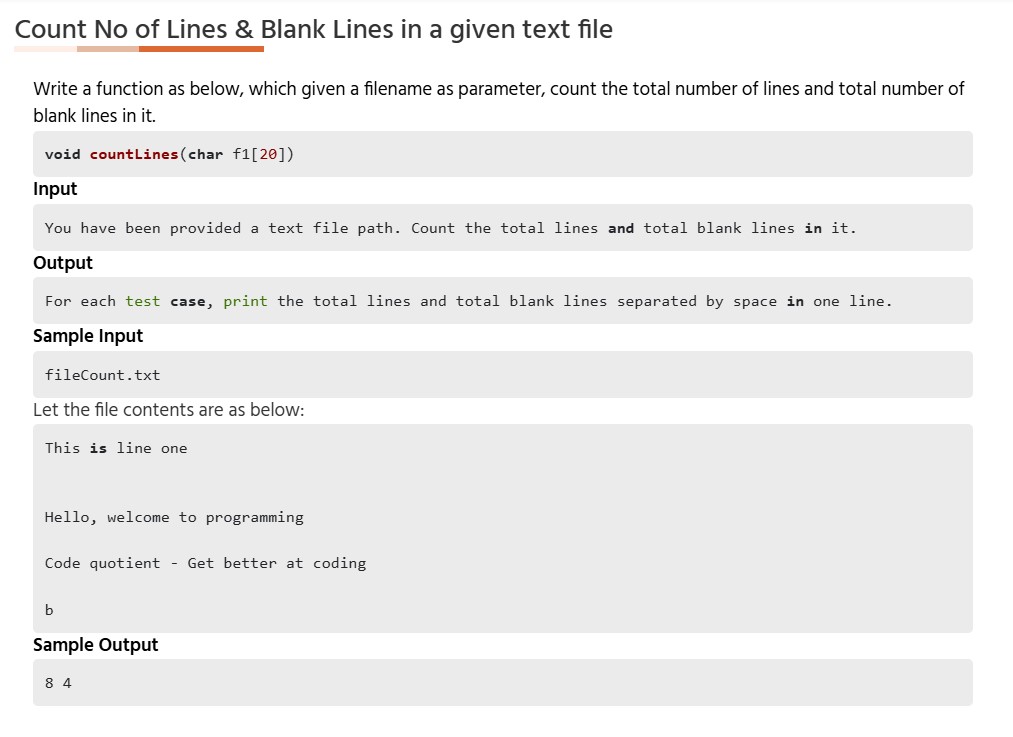 Count No of Lines & Blank Lines in a given text file
Write a function as below, which given a filename as parameter, count the total number of lines and total number of
blank lines in it.
void countLines(char f1[20])
Input
You have been provided a text file path. Count the total lines and total blank lines in it.
Output
For each test case, print the total lines and total blank lines separated by space in one line.
Sample Input
fileCount.txt
Let the file contents are as below:
This is line one
Hello, welcome to programming
Code quotient - Get better at coding
b
Sample Output
8 4